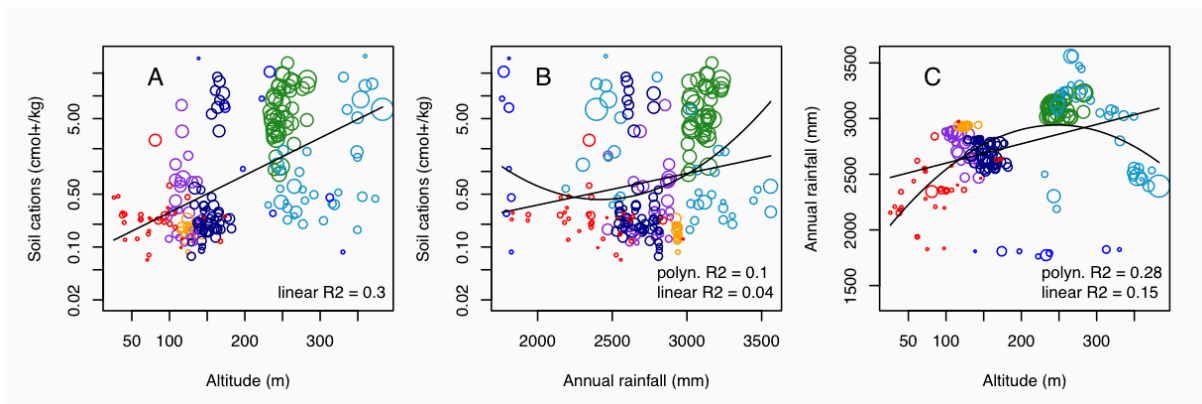 A
Soil cations (cmol+/kg)
5.00
0.50
0.10
0.02
linear R2 = 0.3
50 100 200 300
Altitude (m)
B
Soil cations (cmol+/kg)
5.00
0.50
0.10
0.02
polyn. R2 = 0.1
linear R2 = 0.04
2000 2500 3000 3500
Annual rainfall (mm)
C
Annual rainfall (mm)
3500
3000
2500
2000
1500
polyn. R2 = 0.28
linear R2 = 0.15
50 100 200 300
Altitude (m)